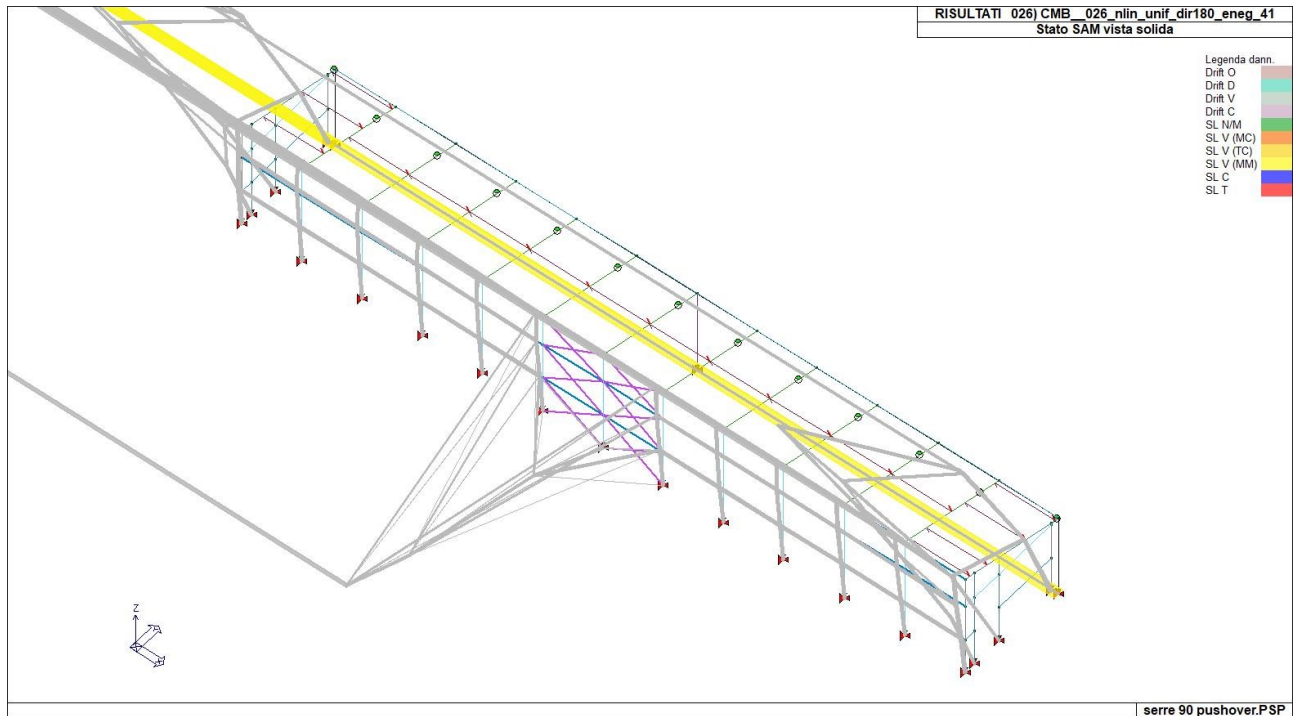 RISULTATI 026) CMB__026_nlin_unif_dir180_eneg_41
Stato SAM vista solida
Legenda dann.
Drift O
Drift D
Drift V
Drift C
SL N/M
SL V (MC)
SL V (TC)
SL V (MM)
SL C
SL T
Z
serre 90 pushover.PSP